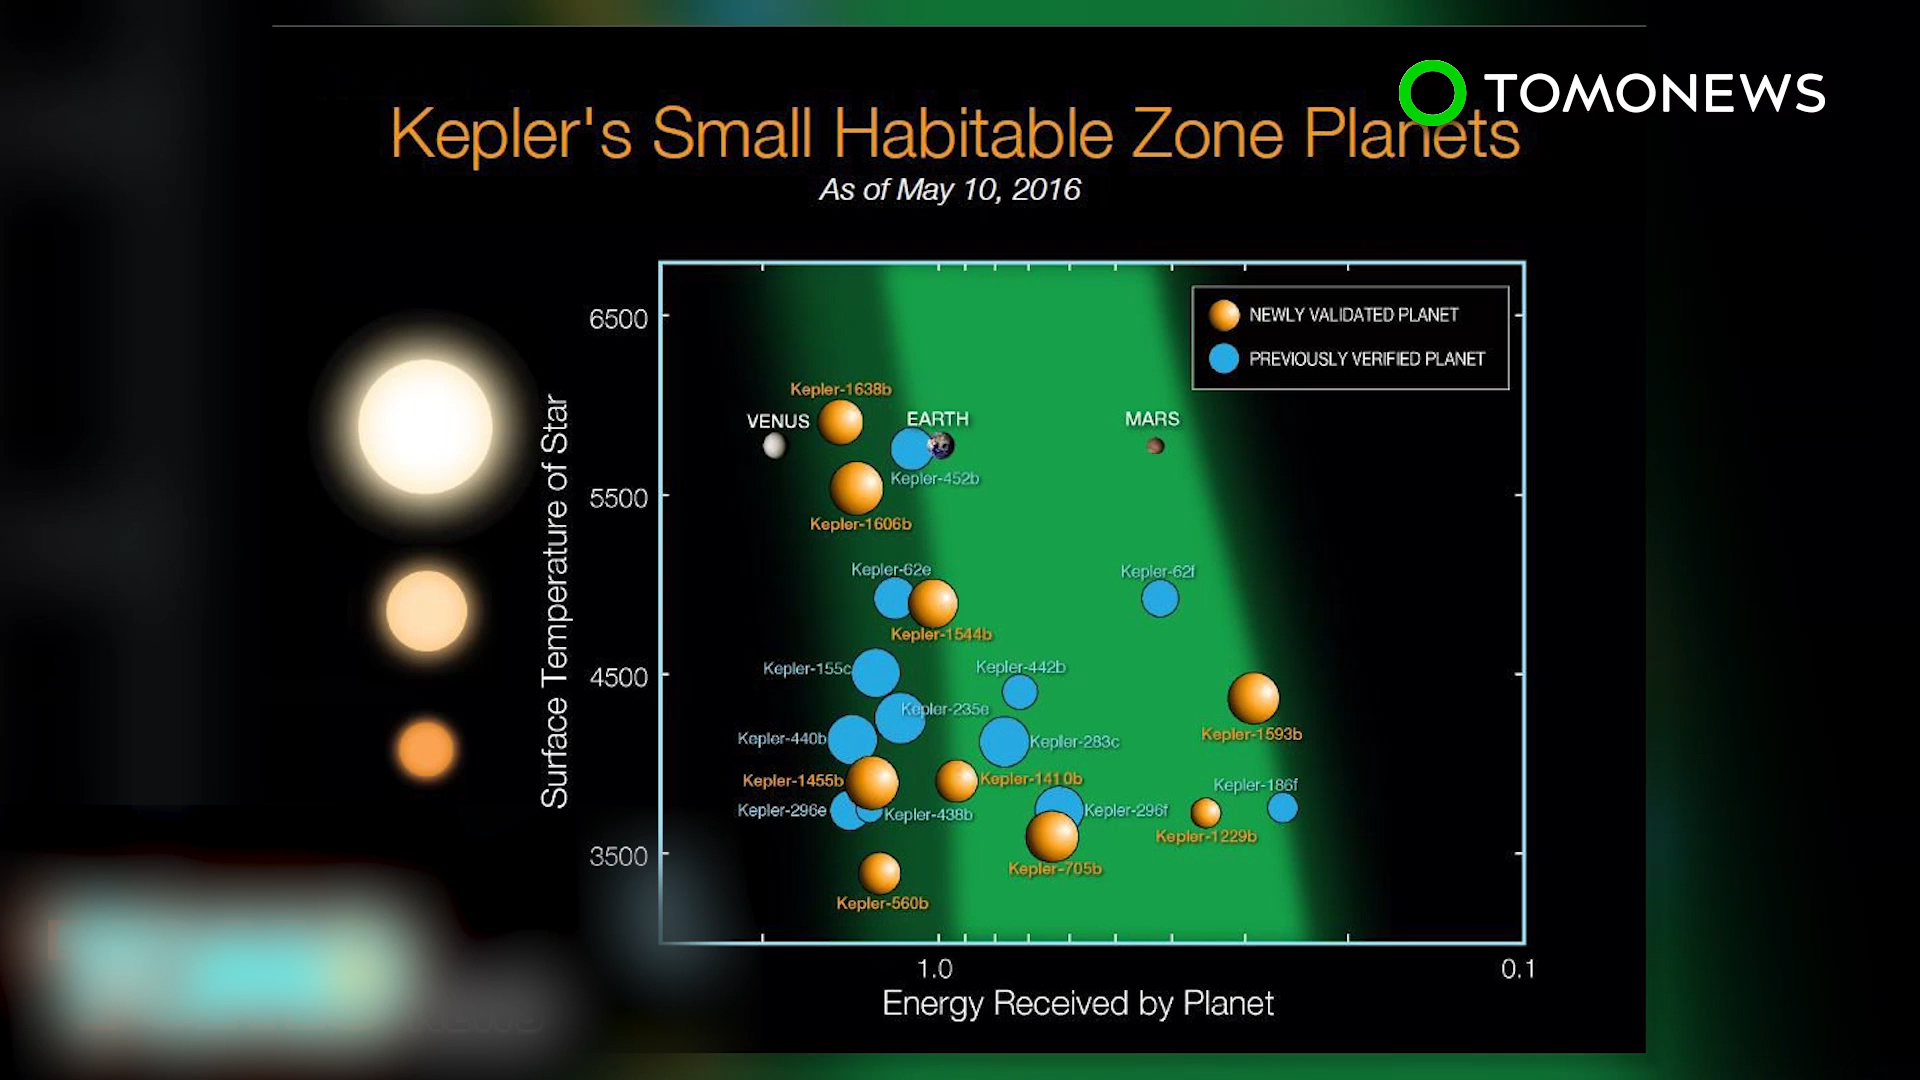 TOMONEWS
Kepler's Small Habitable Zone Planets
As of May 10, 2016
NEWLY VALIDATED PLANET
PREVIOUSLY VERIFIED PLANET
6500
5500
4500
3500
Surface Temperature of Star
Kepler-1638b
VENUS
EARTH
MARS
Kepler-452b
Kepler-1606b
Kepler-62e
Kepler-62f
Kepler-1544b
Kepler-155c
Kepler-442b
Kepler-235e
Kepler-1593b
Kepler-440b
Kepler-283c
Kepler-1455b
Kepler-1410b
Kepler-186f
Kepler-296e
Kepler-438b
Kepler-296f
Kepler-1229b
Kepler-705b
Kepler-560b
1.0
0.1
Energy Received by Planet